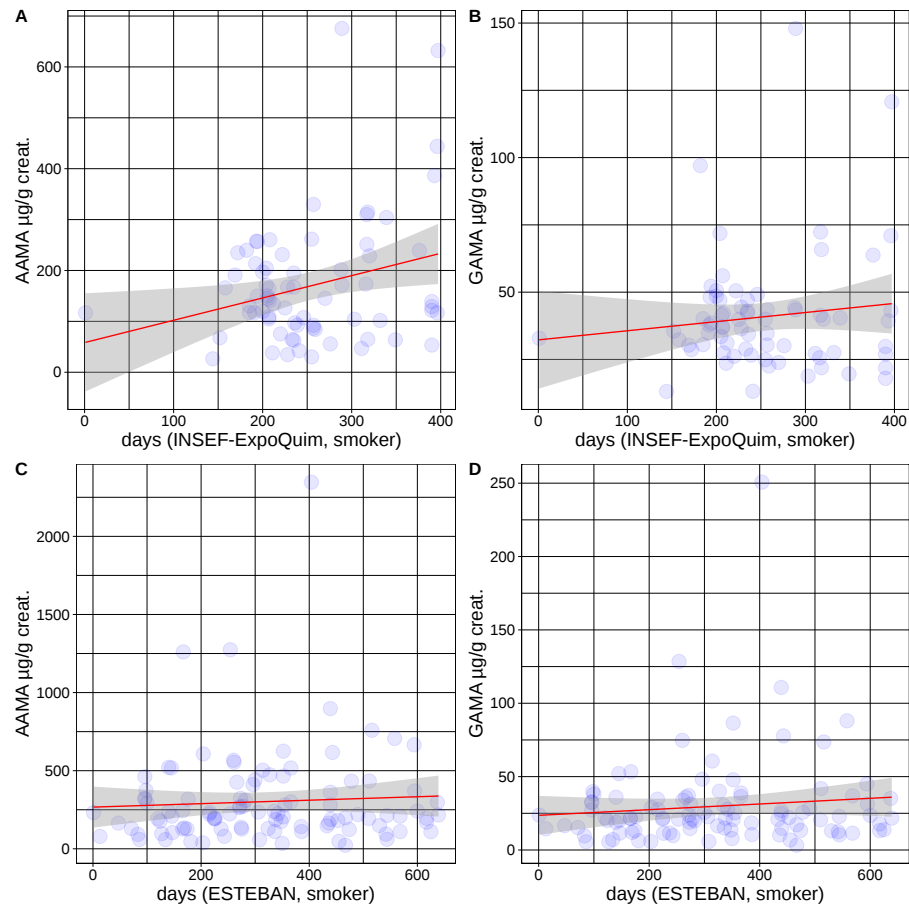 A
B
600
400
200
0
AAMA µg/g creat.
0 100 200 300 400
days (INSEF-ExpoQuim, smoker)
150
100
50
GAMA µg/g creat.
0 100 200 300 400
days (INSEF-ExpoQuim, smoker)
C
D
2000
1500
1000
500
0
AAMA µg/g creat.
0 200 400 600
days (ESTEBAN, smoker)
250
200
150
100
50
0
GAMA µg/g creat.
0 200 400 600
days (ESTEBAN, smoker)